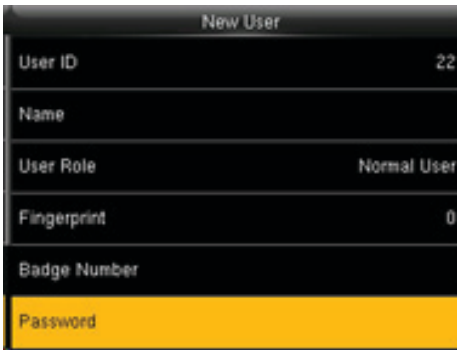 New User
User ID 22
Name
User Role Normal User
Fingerprint 0
Badge Number
Password